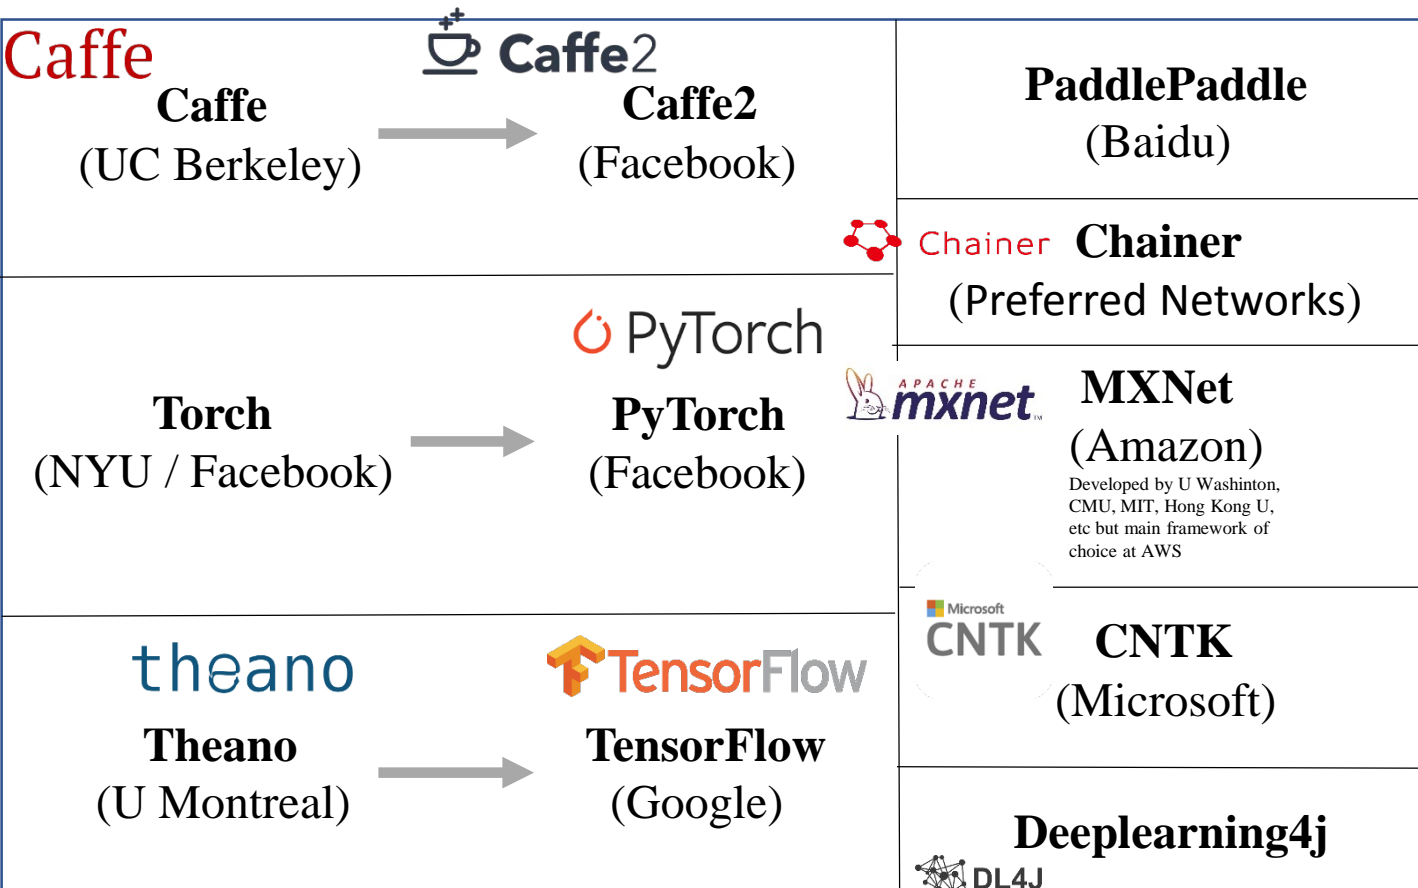 Caffe
Caffe
(UC Berkeley)
Caffe2
Caffe2
(Facebook)
Torch
(NYU / Facebook)
PyTorch
PyTorch
(Facebook)
theano
Theano
(U Montreal)
TensorFlow
TensorFlow
(Google)
PaddlePaddle
(Baidu)
Chainer Chainer
(Preferred Networks)
APACHE
mxnet™
MXNet
(Amazon)
Developed by U Washinton,
CMU, MIT, Hong Kong U,
etc but main framework of
choice at AWS
Microsoft
CNTK
CNTK
(Microsoft)
Deeplearning4j
DL4J